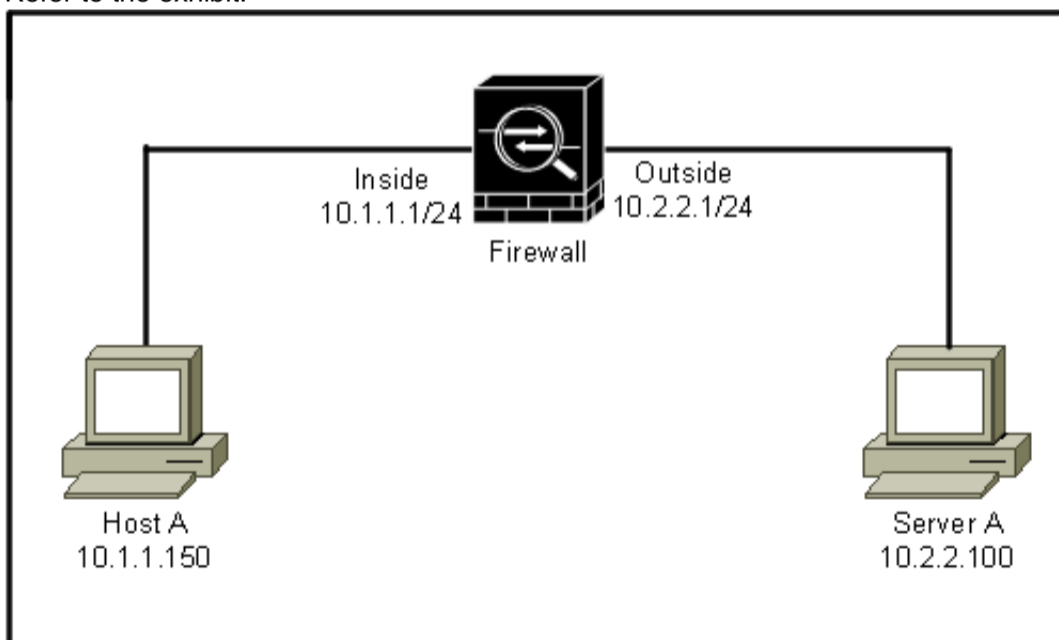 Refer to the exhibit.
Inside
10.1.1.1/24
Outside
10.2.2.1/24
Firewall
Host A
10.1.1.150
Server A
10.2.2.100